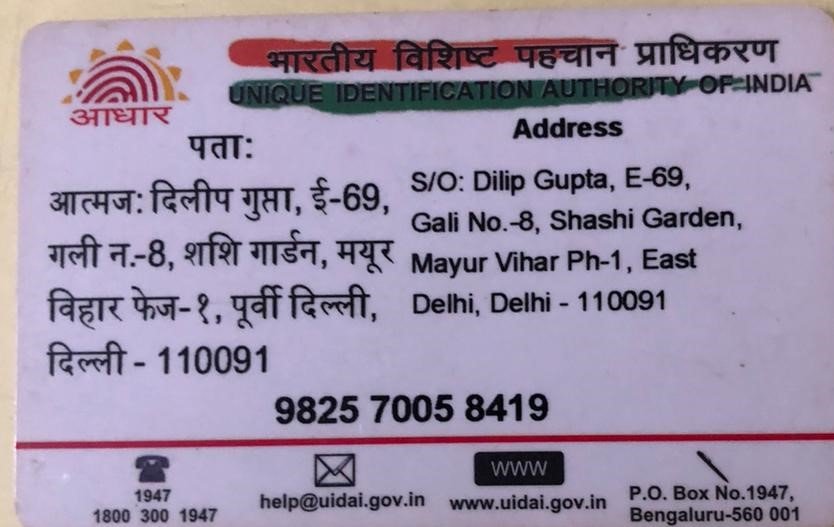 भारतीय विशिष्ट पहचान प्राधिकरण
UNIQUE IDENTIFICATION AUTHORITY OF INDIA
आधार
पता:
आत्मज: दिलीप गुप्ता, ई-69,
गली न.-8, शशि गार्डन, मयूर
विहार फेज-१, पूर्वी दिल्ली,
दिल्ली - 110091
Address
S/O: Dilip Gupta, E-69,
Gali No.-8, Shashi Garden,
Mayur Vihar Ph-1, East
Delhi, Delhi - 110091
9825 7005 8419
1947
1800 300 1947
help@uidai.gov.in
www
www.uidai.gov.in
P.O. Box No.1947,
Bengaluru-560 001